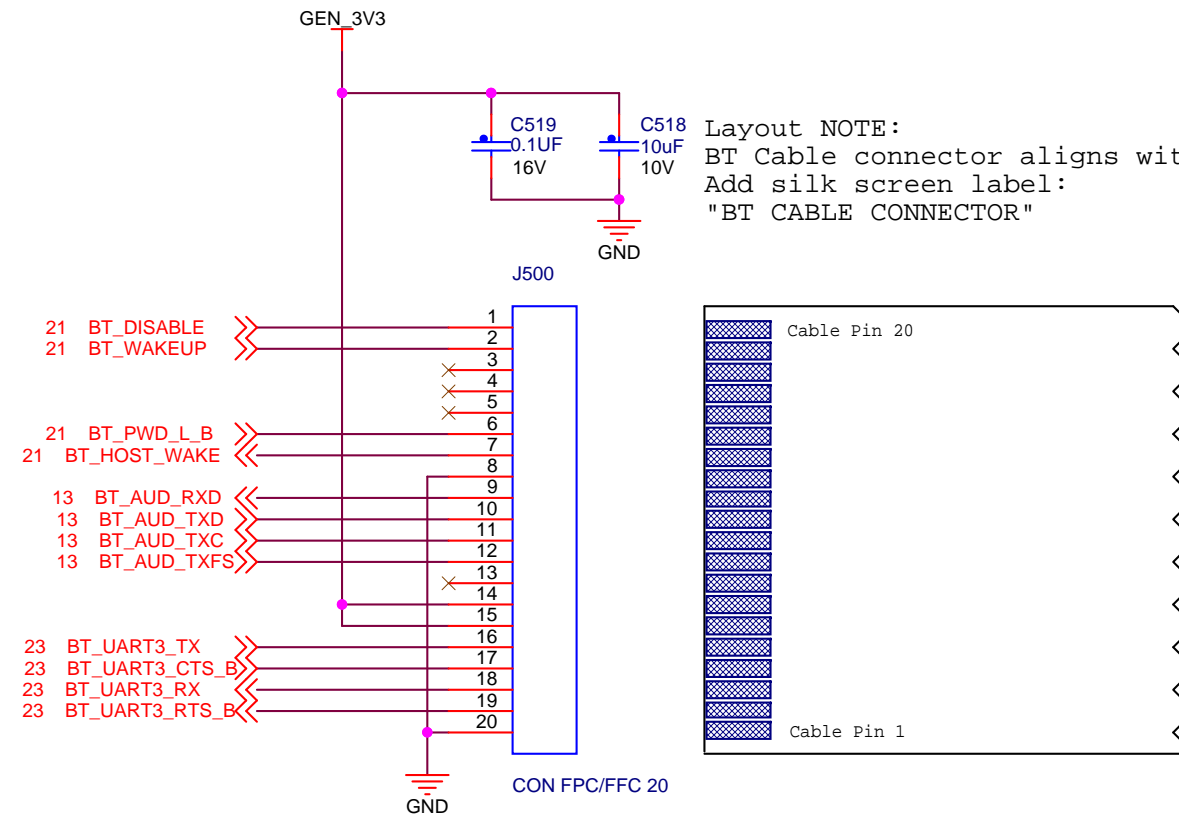 GEN_3V3
C519
0.1UF
16V
C518
10uF
10V
GND
Layout NOTE:
BT Cable connector aligns wit
Add silk screen label:
"BT CABLE CONNECTOR"
J500
21 BT_DISABLE 1
21 BT_WAKEUP 2
3
4
5
21 BT_PWD_L_B 6
21 BT_HOST_WAKE 7
8
13 BT_AUD_RXD 9
13 BT_AUD_TXD 10
13 BT_AUD_TXC 11
13 BT_AUD_TXFS 12
13
14
15
23 BT_UART3_TX 16
23 BT_UART3_CTS_B 17
23 BT_UART3_RX 18
23 BT_UART3_RTS_B 19
20
GND
CON FPC/FFC 20
Cable Pin 20
Cable Pin 1